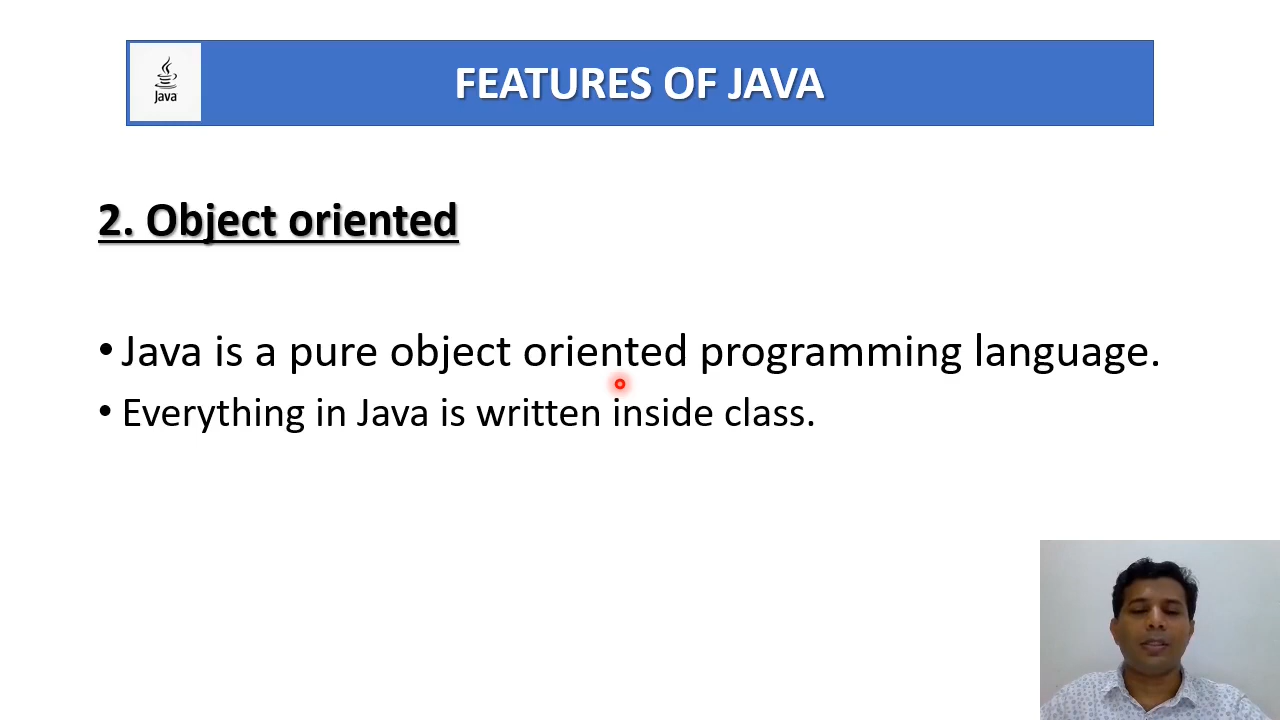 Java
FEATURES OF JAVA
2. Object oriented
•Java is a pure object oriented programming language.
•Everything in Java is written inside class.